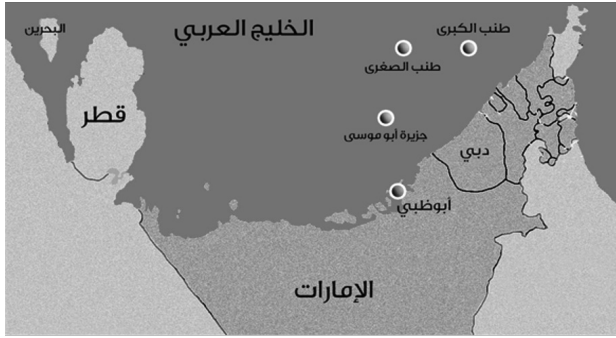 البحرين
الخليج العربي
طنب الكبرى
طنب الصغرى
قطر
جزيرة أبو موسى
دبي
أبوظبي
الإمارات